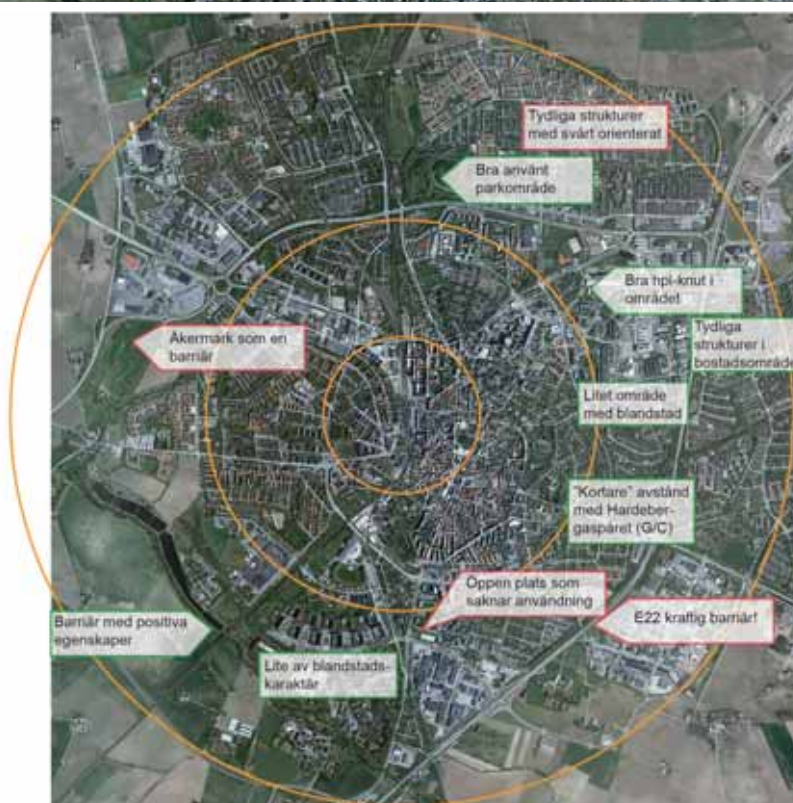 Tydliga strukturer
med svårt orienterat
Bra använt
parkområde
Bra hpl-knut i
området
Tydliga
strukturer i
bostadsområde
Åkermark som en
barriär
Litet område
med blandstad
"Kortare" avstånd
med Hardeber-
gaspåret (G/C)
Öppen plats som
saknar användning
E22 kraftig barriär!
Barriär med positiva
egenskaper
Lite av blandstads-
karaktär